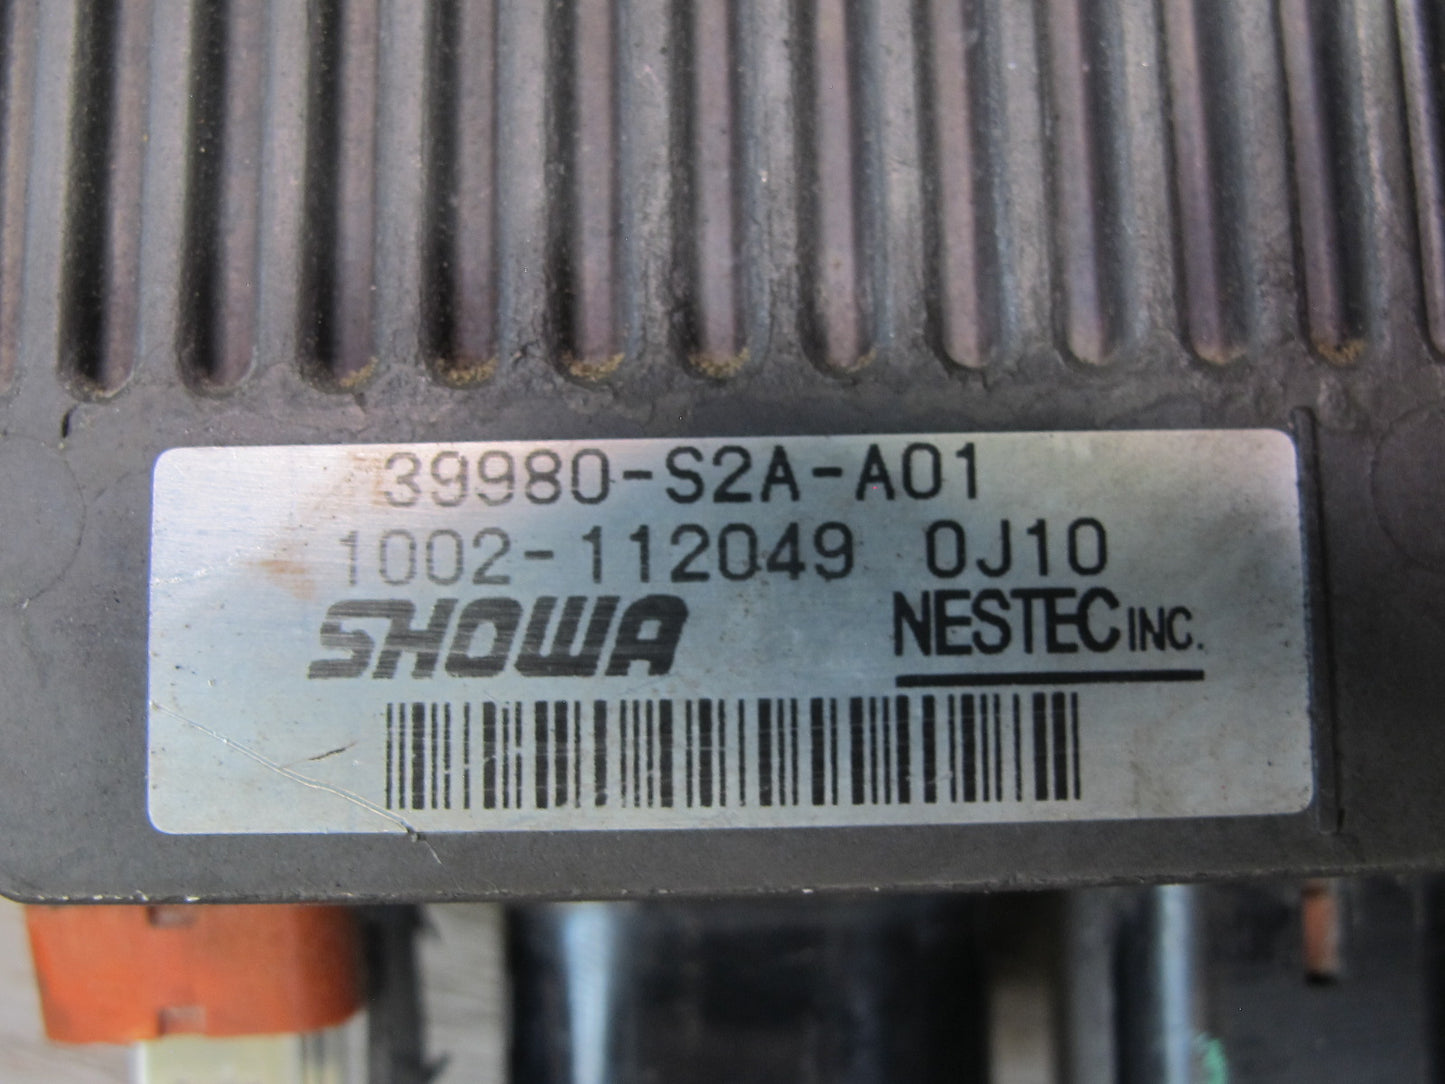 39980-S2A-A01
1002-112049 0J10
SHOWA NESTEC INC.